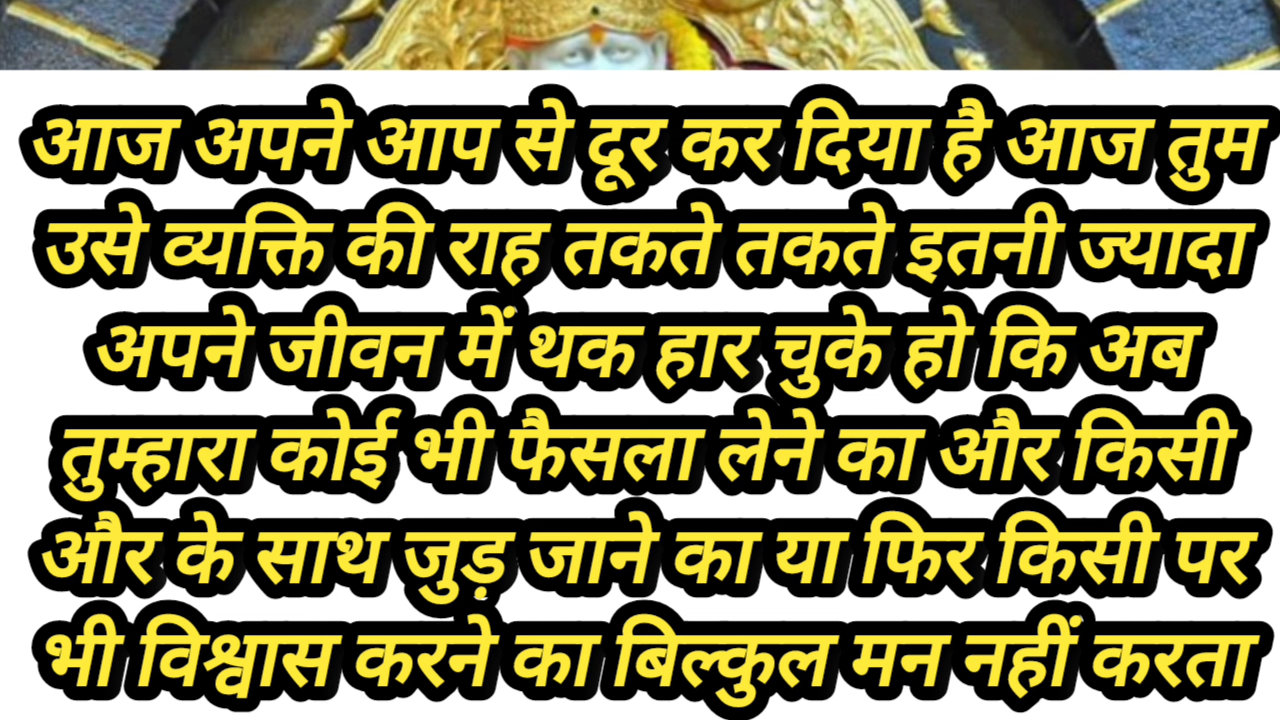 आज अपने आप से दूर कर दिया है आज तुम
उसे व्यक्ति की राह तकते तकते इतनी ज्यादा
अपने जीवन में थक हार चुके हो कि अब
तुम्हारा कोई भी फैसला लेने का और किसी
और के साथ जुड़ जाने का या फिर किसी पर
भी विश्वास करने का बिल्कुल मन नहीं करता